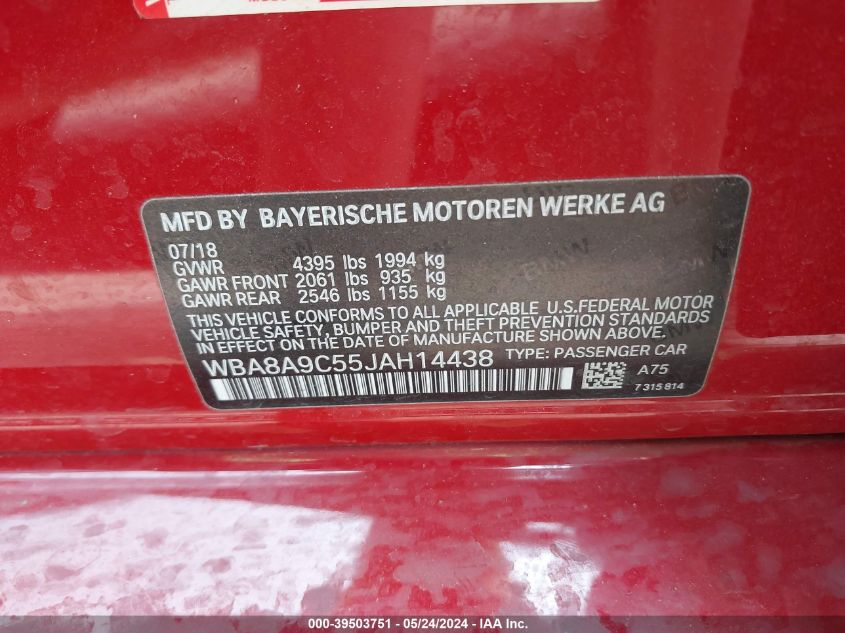 MFD BY BAYERISCHE MOTOREN WERKE AG
07/18
GVWR 4395 lbs 1994 kg
GAWR FRONT 2061 lbs 935 kg
GAWR REAR 2546 lbs 1155 kg
THIS VEHICLE CONFORMS TO ALL APPLICABLE U.S.FEDERAL MOTOR
VEHICLE SAFETY, BUMPER AND THEFT PREVENTION STANDARDS
IN EFFECT ON THE DATE OF MANUFACTURE SHOWN ABOVE.
WBA8A9C55JAH14438 TYPE: PASSENGER CAR
A75
7315814
000-39503751 - 05/24/2024 - IAA Inc.